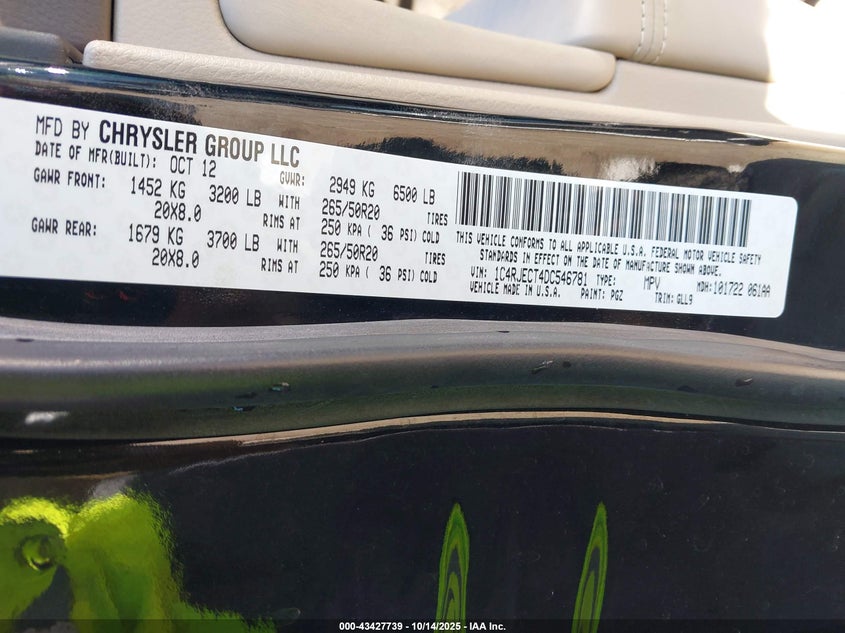 MFD BY CHRYSLER GROUP LLC
DATE OF MFR(BUILT): OCT 12 GVWR: 2949 KG 6500 LB
GAWR FRONT: 1452 KG 3200 LB WITH 265/50R20 TIRES
20X8.0 RIMS AT 250 KPA ( 36 PSI) COLD
GAWR REAR: 1679 KG 3700 LB WITH 265/50R20 TIRES
20X8.0 RIMS AT 250 KPA ( 36 PSI) COLD
THIS VEHICLE CONFORMS TO ALL APPLICABLE U.S.A. FEDERAL MOTOR VEHICLE SAFETY
STANDARDS IN EFFECT ON THE DATE OF MANUFACTURE SHOWN ABOVE.
VIN: 1C4RJECT4DC546781 TYPE: MPV MDH: 101722 061AA
VEHICLE MADE IN U.S.A. PAINT: PGZ TRIM: GLL9
000-43427739 - 10/14/2025 - IAA Inc.